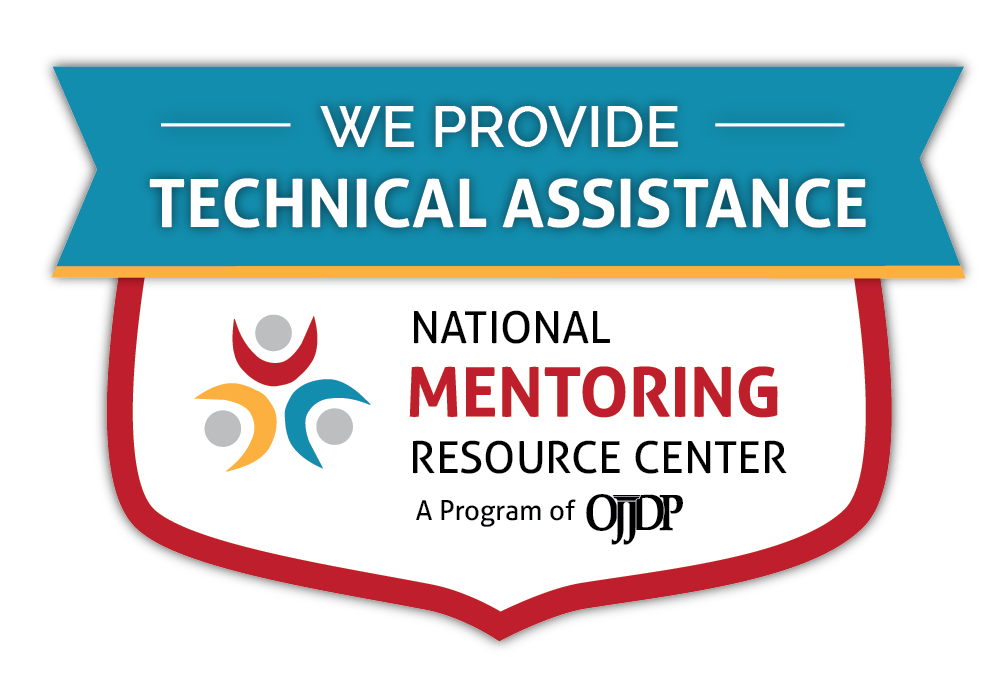 WE PROVIDE
TECHNICAL ASSISTANCE
NATIONAL
MENTORING
RESOURCE CENTER
A Program of OJJDP